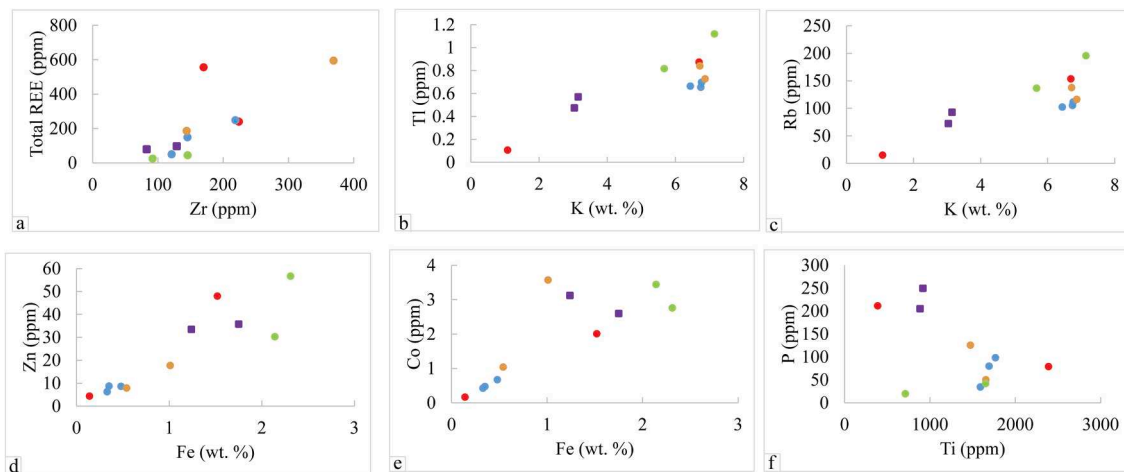 800
600
400
200
0
Total REE (ppm)
0 100 200 300 400
Zr (ppm)
a
1.2
1
0.8
0.6
0.4
0.2
0
Tl (ppm)
0 2 4 6 8
K (wt. %)
b
250
200
150
100
50
0
Rb (ppm)
0 2 4 6 8
K (wt. %)
c
60
50
40
30
20
10
0
Zn (ppm)
0 1 2 3
Fe (wt. %)
d
4
3
2
1
0
Co (ppm)
0 1 2 3
Fe (wt. %)
e
300
250
200
150
100
50
0
P (ppm)
0 1000 2000 3000
Ti (ppm)
f